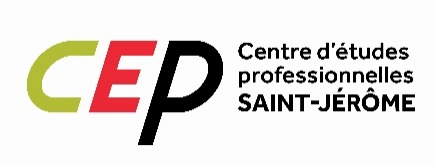 CEP
Centre d'études
professionnelles
SAINT-JÉRÔME